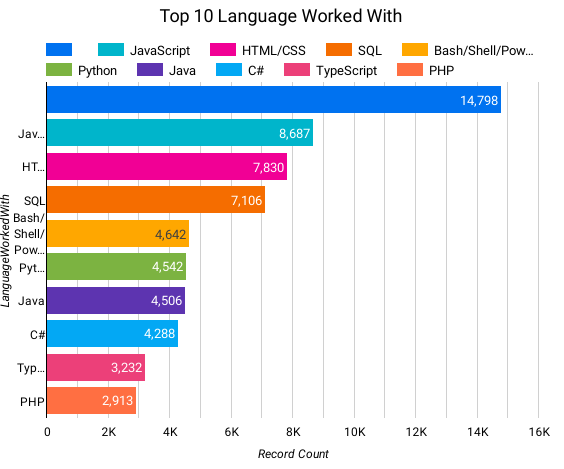 Top 10 Language Worked With
JavaScript HTML/CSS SQL Bash/Shell/Pow…
Python Java C# TypeScript PHP
14,798
Jav… 8,687
HT… 7,830
SQL 7,106
Bash/
Shell/
Pow…
4,642
Pyt… 4,542
Java 4,506
C# 4,288
Typ… 3,232
PHP 2,913
LanguageWorkedWith
0 2K 4K 6K 8K 10K 12K 14K 16K
Record Count